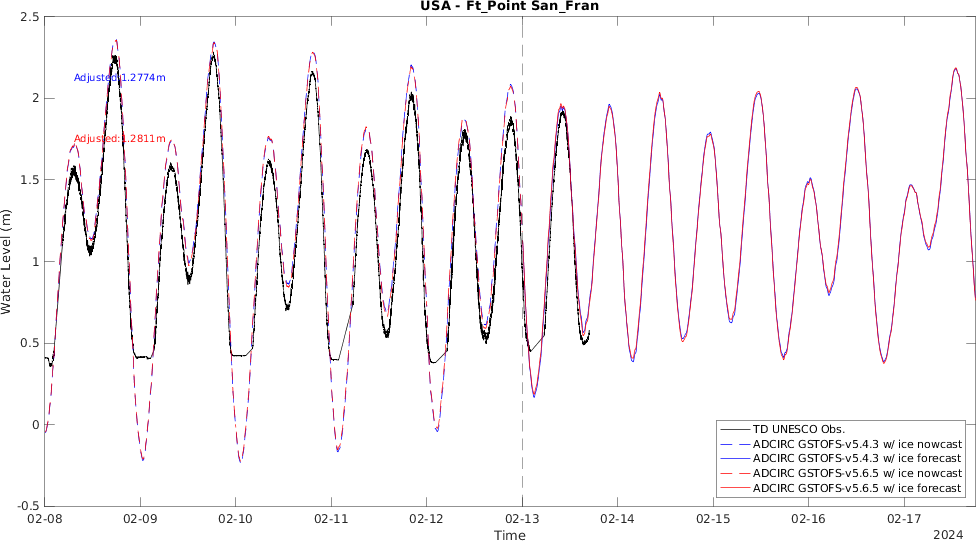 USA - Ft_Point San_Fran
2.5
2
1.5
1
0.5
0
-0.5
Water Level (m)
Adjusted:1.2774m
Adjusted:1.2811m
TD UNESCO Obs.
ADCIRC GSTOFS-v5.4.3 w/ ice nowcast
ADCIRC GSTOFS-v5.4.3 w/ ice forecast
ADCIRC GSTOFS-v5.6.5 w/ ice nowcast
ADCIRC GSTOFS-v5.6.5 w/ ice forecast
02-08 02-09 02-10 02-11 02-12 02-13 02-14 02-15 02-16 02-17
Time
2024